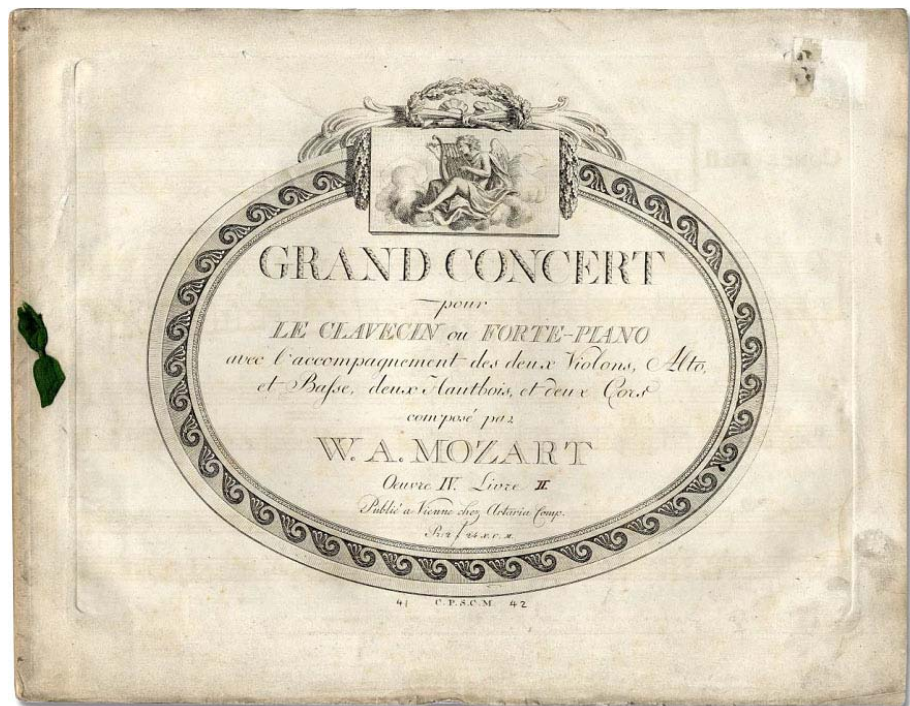 GRAND CONCERT
pour
LE CLAVECIN ou FORTE-PIANO
avec l'accompagnement des deux Violons, Alto,
et Basse, deux Hautbois, et deux Cors
composé par
W. A. MOZART
Oeuvre IV. Livre II
Publié a Vienne chez Artaria Comp.
41 C. P. S. C. M. 42